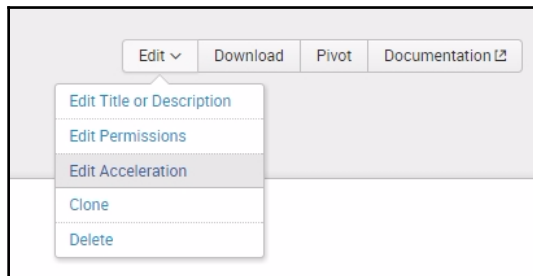 Edit Download Pivot Documentation
Edit Title or Description
Edit Permissions
Edit Acceleration
Clone
Delete